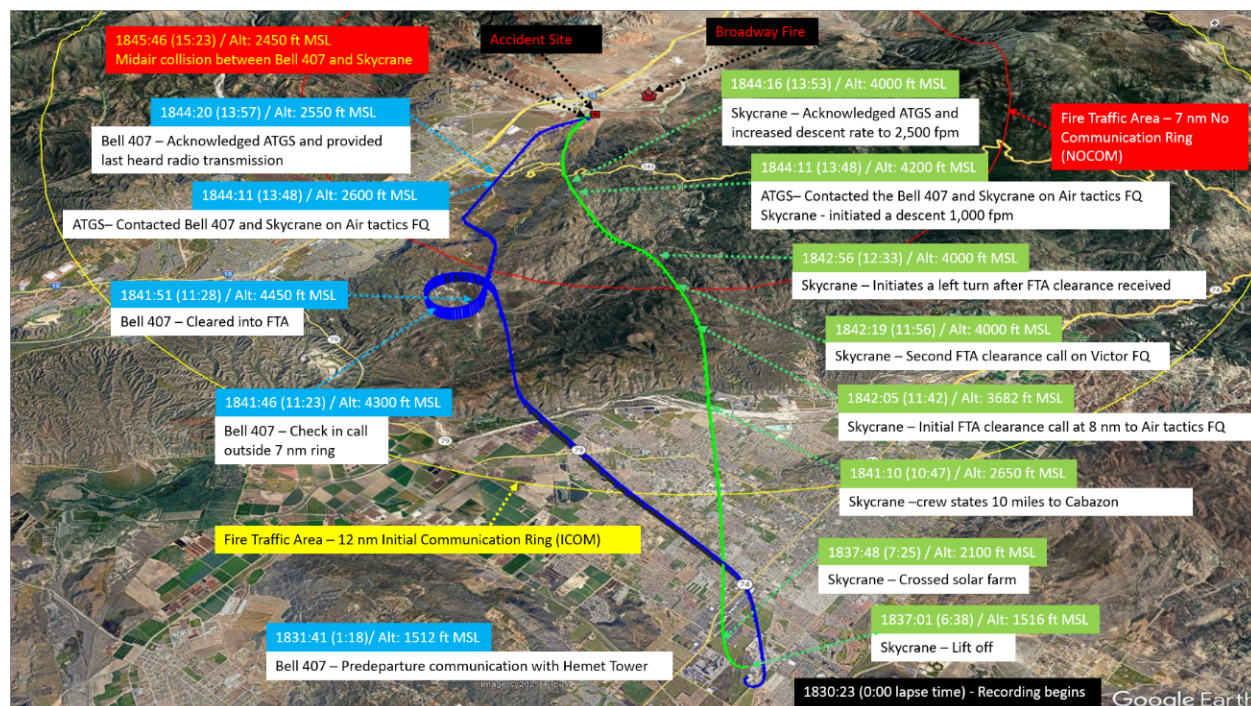 1845:46 (15:23) / Alt: 2450 ft MSL
Midair collision between Bell 407 and Skycrane
Accident Site
Broadway Fire
1844:20 (13:57) / Alt: 2550 ft MSL
Bell 407 – Acknowledged ATGS and provided
last heard radio transmission
1844:16 (13:53) / Alt: 4000 ft MSL
Skycrane – Acknowledged ATGS and
increased descent rate to 2,500 fpm
Fire Traffic Area – 7 nm No
Communication Ring
(NOCOM)
1844:11 (13:48) / Alt: 2600 ft MSL
ATGS– Contacted Bell 407 and Skycrane on Air tactics FQ
1844:11 (13:48) / Alt: 4200 ft MSL
ATGS– Contacted the Bell 407 and Skycrane on Air tactics FQ
Skycrane - initiated a descent 1,000 fpm
243
10
10
74
1842:56 (12:33) / Alt: 4000 ft MSL
Skycrane – Initiates a left turn after FTA clearance received
1841:51 (11:28) / Alt: 4450 ft MSL
Bell 407 – Cleared into FTA
79
1842:19 (11:56) / Alt: 4000 ft MSL
Skycrane – Second FTA clearance call on Victor FQ
1841:46 (11:23) / Alt: 4300 ft MSL
Bell 407 – Check in call
outside 7 nm ring
79
79
1842:05 (11:42) / Alt: 3682 ft MSL
Skycrane – Initial FTA clearance call at 8 nm to Air tactics FQ
1841:10 (10:47) / Alt: 2650 ft MSL
Skycrane –crew states 10 miles to Cabazon
Fire Traffic Area – 12 nm Initial Communication Ring (ICOM)
1837:48 (7:25) / Alt: 2100 ft MSL
Skycrane – Crossed solar farm
74
1837:01 (6:38) / Alt: 1516 ft MSL
Skycrane – Lift off
1831:41 (1:18)/ Alt: 1512 ft MSL
Bell 407 – Predeparture communication with Hemet Tower
Image © 2025 Airbus
1830:23 (0:00 lapse time) - Recording begins
Google Earth